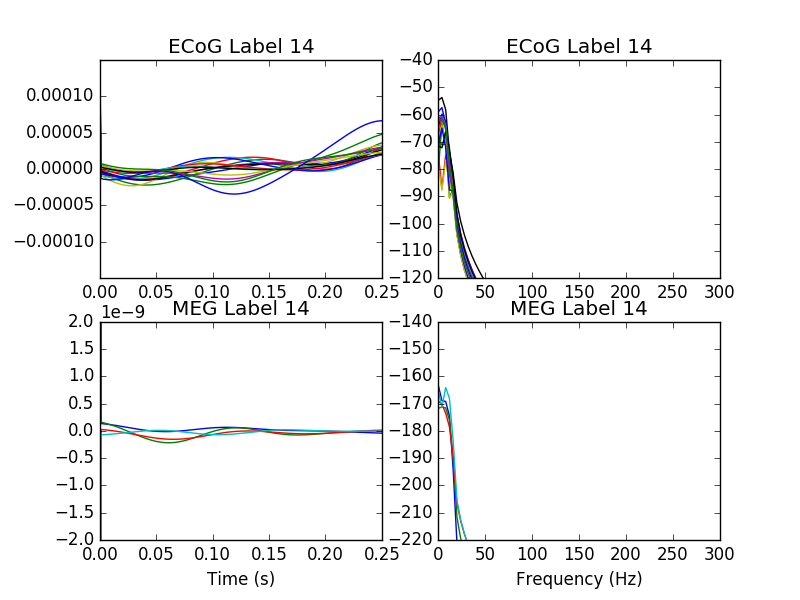 ECoG Label 14
0.00010
0.00005
0.00000
−0.00005
−0.00010
0.00 0.05 0.10 0.15 0.20 0.25
ECoG Label 14
−40
−50
−60
−70
−80
−90
−100
−110
−120
0 50 100 150 200 250 300
MEG Label 14
1e−9
2.0
1.5
1.0
0.5
0.0
−0.5
−1.0
−1.5
−2.0
0.00 0.05 0.10 0.15 0.20 0.25
Time (s)
MEG Label 14
−140
−150
−160
−170
−180
−190
−200
−210
−220
0 50 100 150 200 250 300
Frequency (Hz)